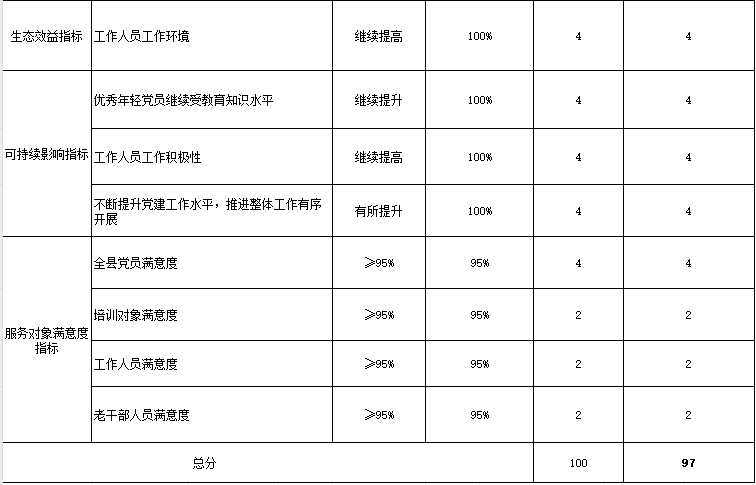 生态效益指标 工作人员工作环境 继续提高 100% 4 4
可持续影响指标 优秀年轻党员继续受教育知识水平 继续提升 100% 4 4
工作人员工作积极性 继续提高 100% 4 4
不断提升党建工作水平，推进整体工作有序
开展 有所提升 100% 4 4
服务对象满意度
指标 全县党员满意度 ≥95% 95% 4 4
培训对象满意度 ≥95% 95% 2 2
工作人员满意度 ≥95% 95% 2 2
老干部人员满意度 ≥95% 95% 2 2
总分 100 97